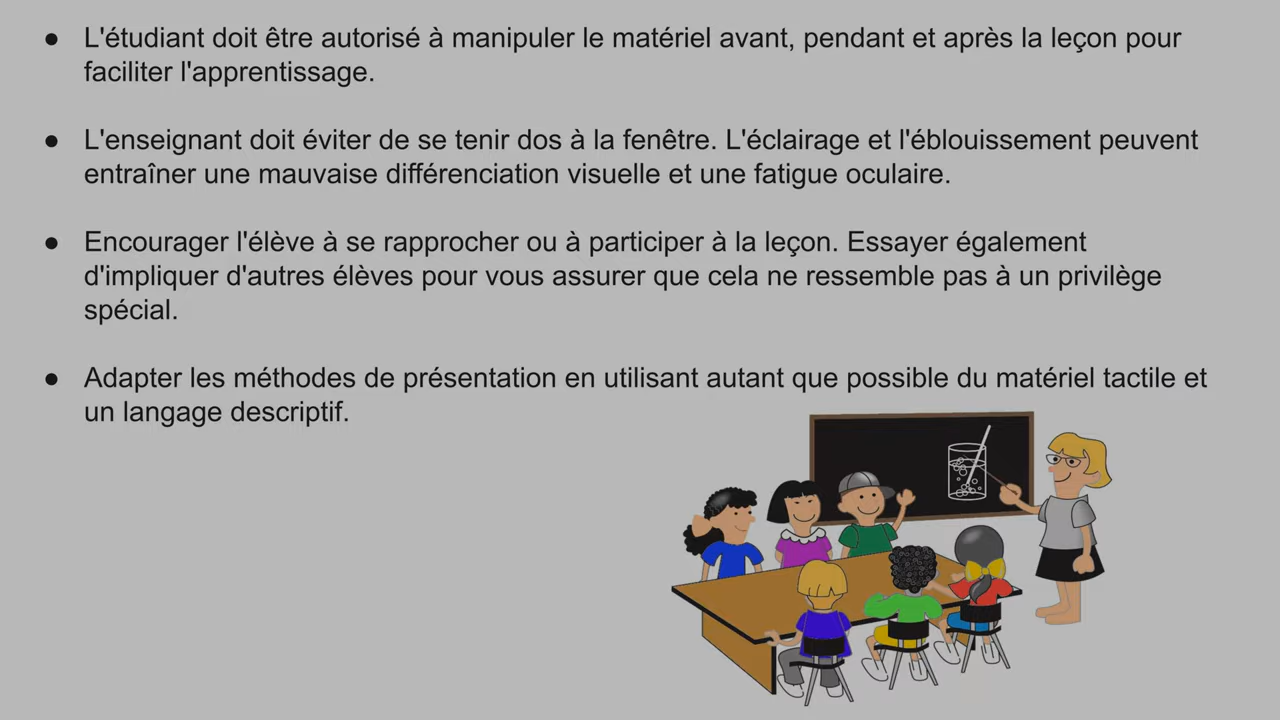 ● L'étudiant doit être autorisé à manipuler le matériel avant, pendant et après la leçon pour
faciliter l'apprentissage.
● L'enseignant doit éviter de se tenir dos à la fenêtre. L'éclairage et l'éblouissement peuvent
entraîner une mauvaise différenciation visuelle et une fatigue oculaire.
● Encourager l'élève à se rapprocher ou à participer à la leçon. Essayer également
d'impliquer d'autres élèves pour vous assurer que cela ne ressemble pas à un privilège
spécial.
● Adapter les méthodes de présentation en utilisant autant que possible du matériel tactile et
un langage descriptif.